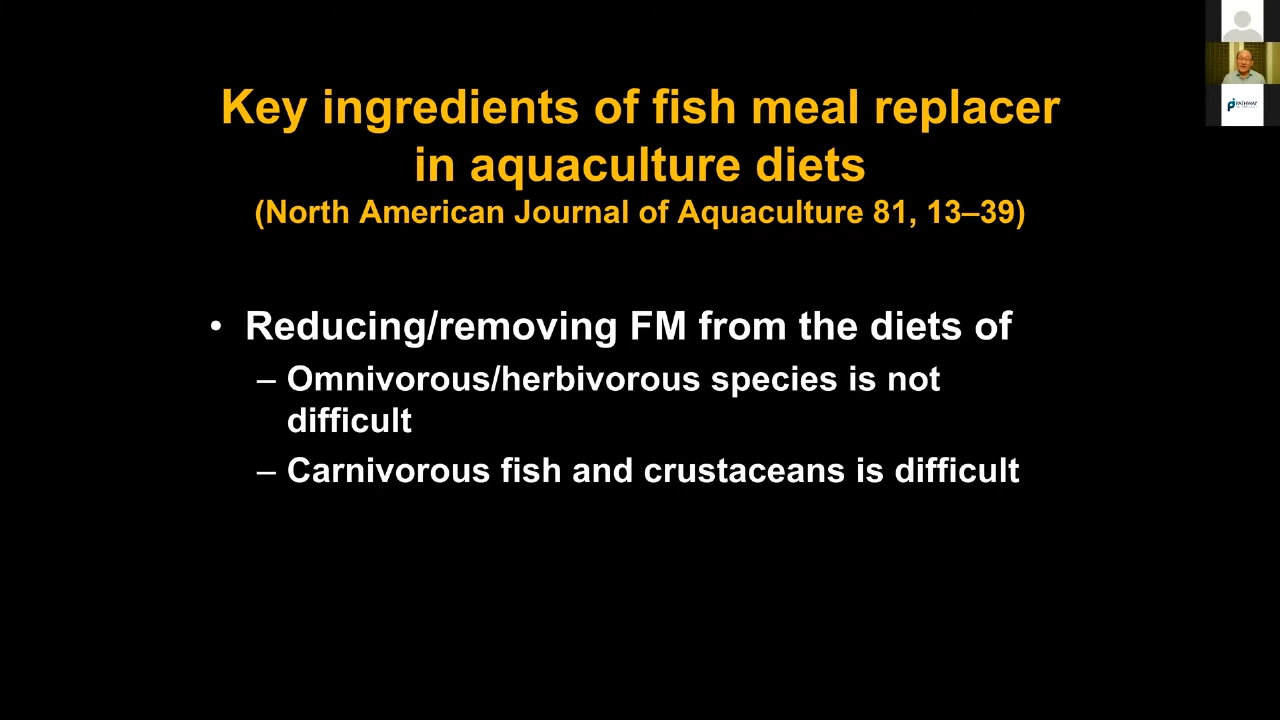 Key ingredients of fish meal replacer
in aquaculture diets
(North American Journal of Aquaculture 81, 13–39)
• Reducing/removing FM from the diets of
– Omnivorous/herbivorous species is not
difficult
– Carnivorous fish and crustaceans is difficult
PATHWAY